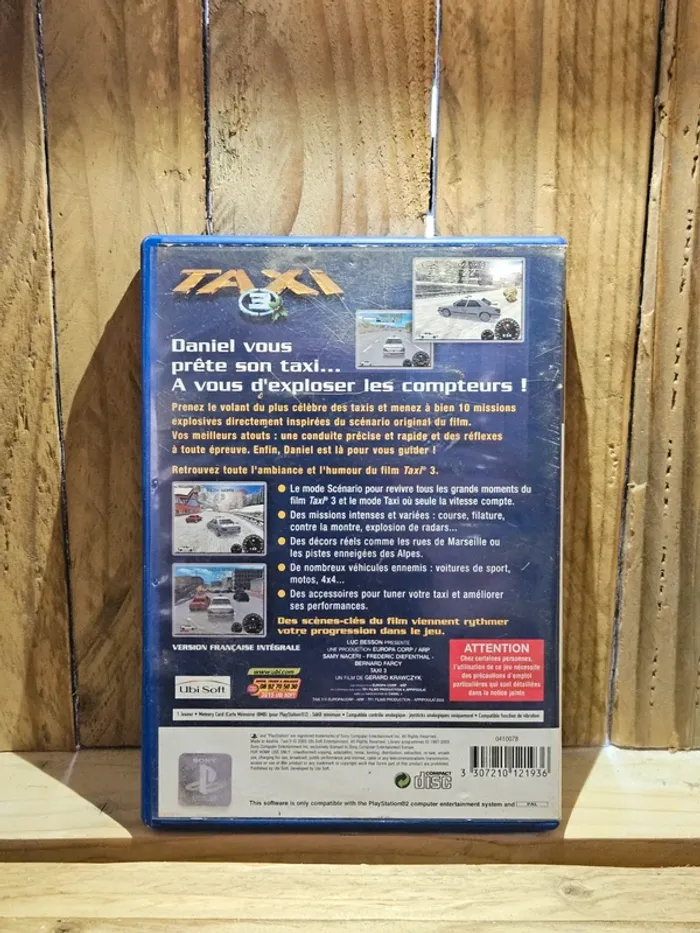 TAXi
3
Daniel vous
prête son taxi...
A vous d'exploser les compteurs !
Prenez le volant du plus célèbre des taxis et menez à bien 10 missions
explosives directement inspirées du scénario original du film.
Vos meilleurs atouts : une conduite précise et rapide et des réflexes
à toute épreuve. Enfin, Daniel est là pour vous guider !
Retrouvez toute l'ambiance et l'humour du film Taxi 3.
Le mode Scénario pour revivre tous les grands moments du
film Taxi 3 et le mode Taxi où seule la vitesse compte.
Des missions intenses et variées : course, filature,
contre la montre, explosion de radars...
Des décors réels comme les rues de Marseille ou
les pistes enneigées des Alpes.
De nombreux véhicules ennemis : voitures de sport,
motos, 4x4...
Des accessoires pour tuner votre taxi et améliorer
ses performances.
Des scènes-clés du film viennent rythmer
votre progression dans le jeu.
VERSION FRANÇAISE INTÉGRALE
LUC BESSON PRESENTE
UNE PRODUCTION EUROPA CORP / ARP
SAMY NACERI - FREDERIC DIEFENTHAL -
BERNARD FARCY
TAXI 3
UN FILM DE GERARD KRAWCZYK
ATTENTION
Chez certaines personnes,
l'utilisation de ce jeu nécessite
des précautions d'emploi
particulières qui sont détaillées
dans la notice jointe
Ubi Soft
www.ubi.com
0410078
3 307210 121936
SONY
COMPACT
disc
This software is only compatible with the PlayStation®2 computer entertainment system and
PAL